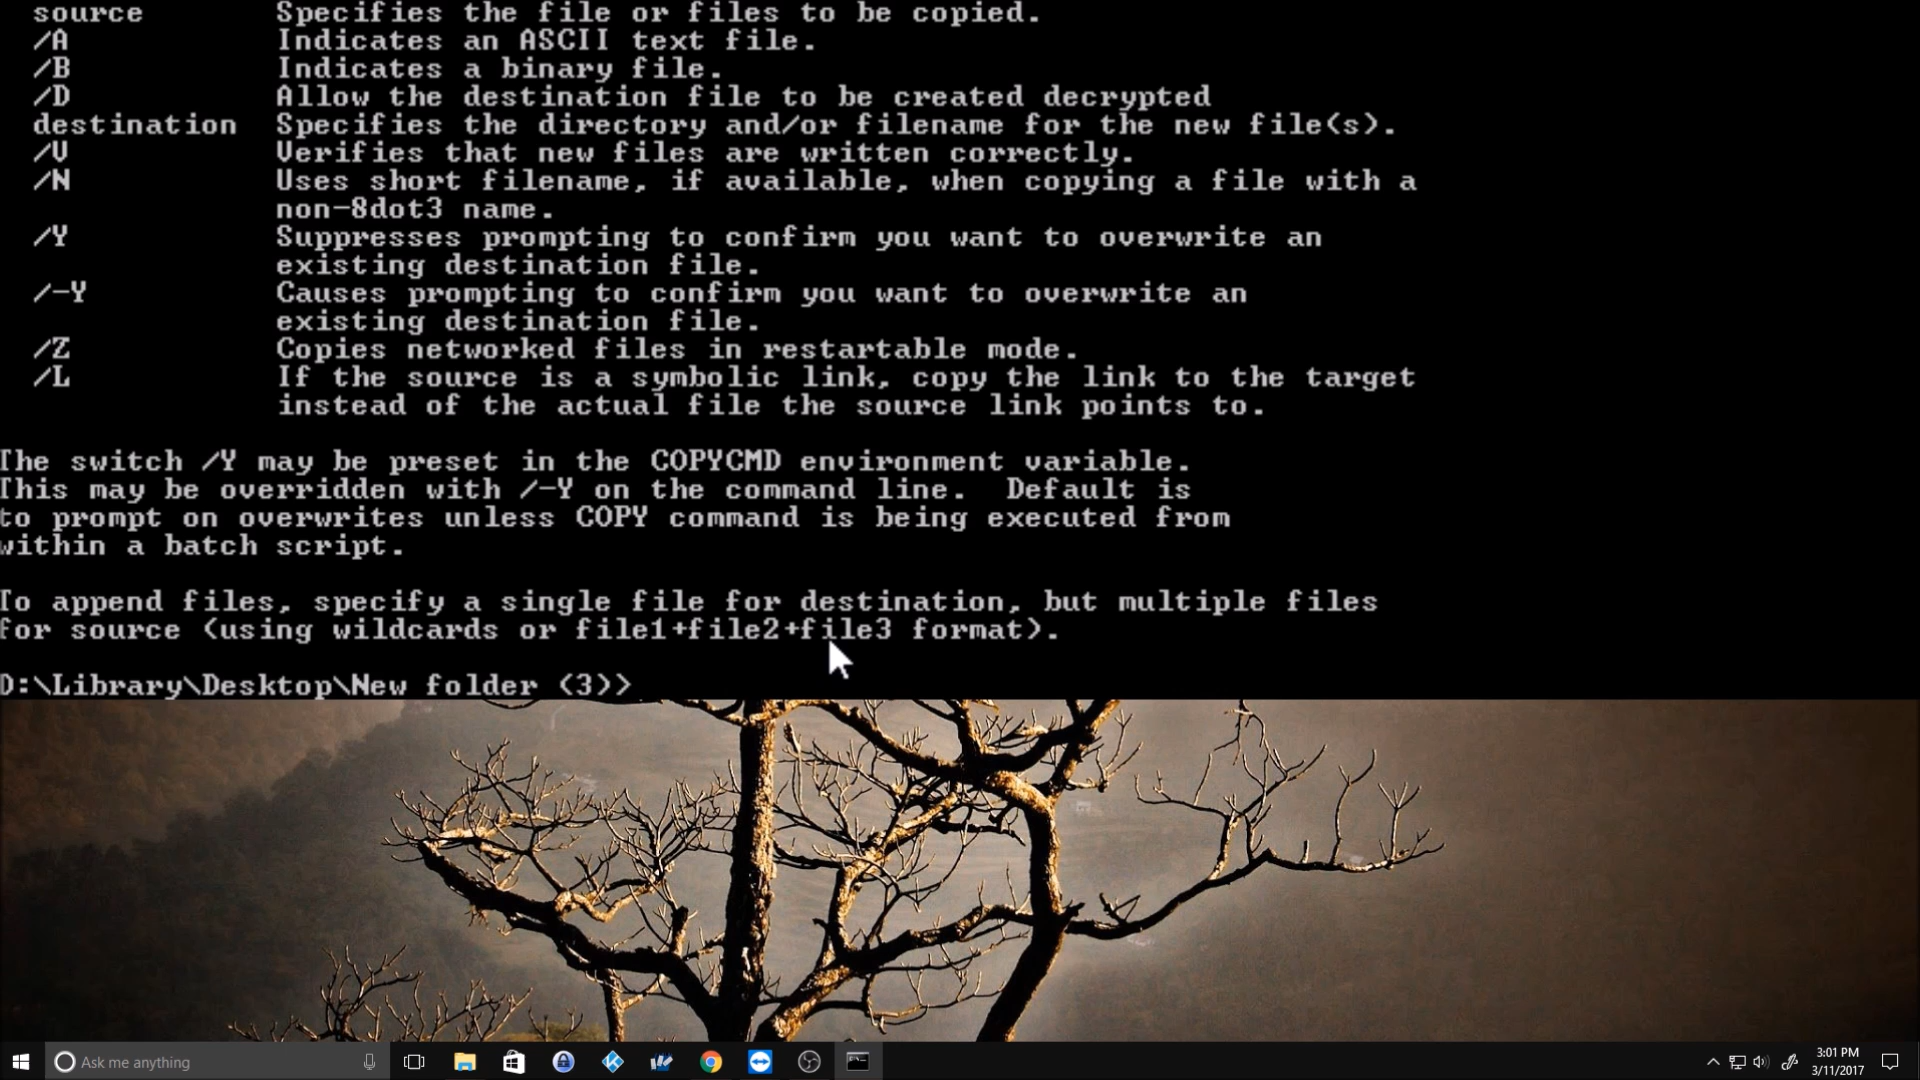 source Specifies the file or files to be copied.
/A Indicates an ASCII text file.
/B Indicates a binary file.
/D Allow the destination file to be created decrypted
destination Specifies the directory and/or filename for the new file(s).
/V Verifies that new files are written correctly.
/N Uses short filename, if available, when copying a file with a
non-8dot3 name.
/Y Suppresses prompting to confirm you want to overwrite an
existing destination file.
/-Y Causes prompting to confirm you want to overwrite an
existing destination file.
/Z Copies networked files in restartable mode.
/L If the source is a symbolic link, copy the link to the target
instead of the actual file the source link points to.
The switch /Y may be preset in the COPYCMD environment variable.
This may be overridden with /-Y on the command line. Default is
to prompt on overwrites unless COPY command is being executed from
within a batch script.
To append files, specify a single file for destination, but multiple files
for source (using wildcards or file1+file2+file3 format).
D:\Library\Desktop\New folder (3)>
Ask me anything
3:01 PM
3/11/2017